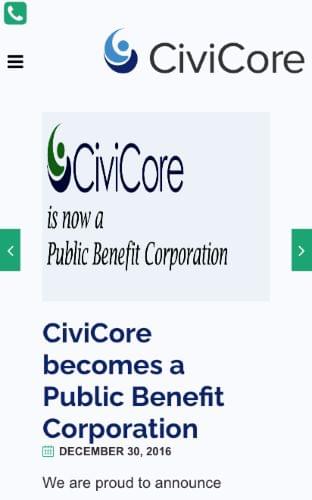 CiviCore
CiviCore
is now a
Public Benefit Corporation
CiviCore
becomes a
Public Benefit
Corporation
DECEMBER 30, 2016
We are proud to announce